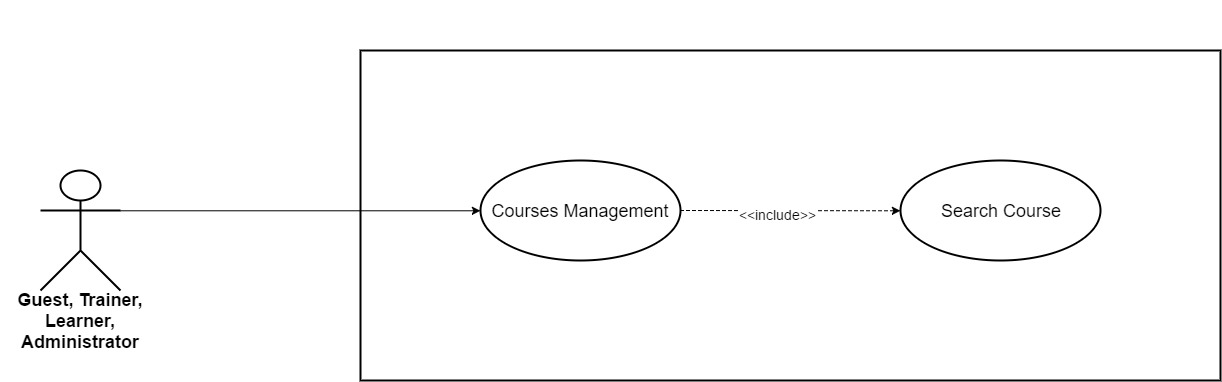 Courses Management
<<include>>
Search Course
Guest, Trainer,
Learner,
Administrator